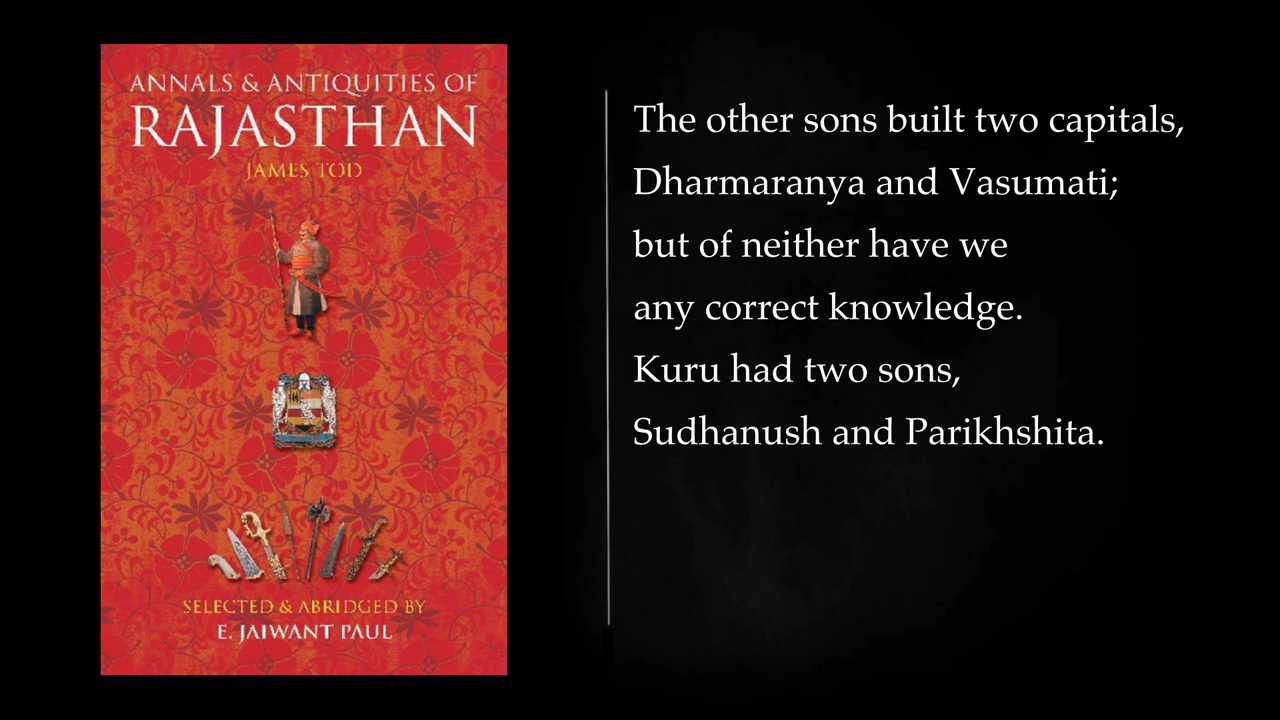 ANNALS & ANTIQUITIES OF
RAJASTHAN
JAMES TOD
SELECTED & ABRIDGED BY
E. JAIWANT PAUL
The other sons built two capitals,
Dharmaranya and Vasumati;
but of neither have we
any correct knowledge.
Kuru had two sons,
Sudhanush and Parikhshita.